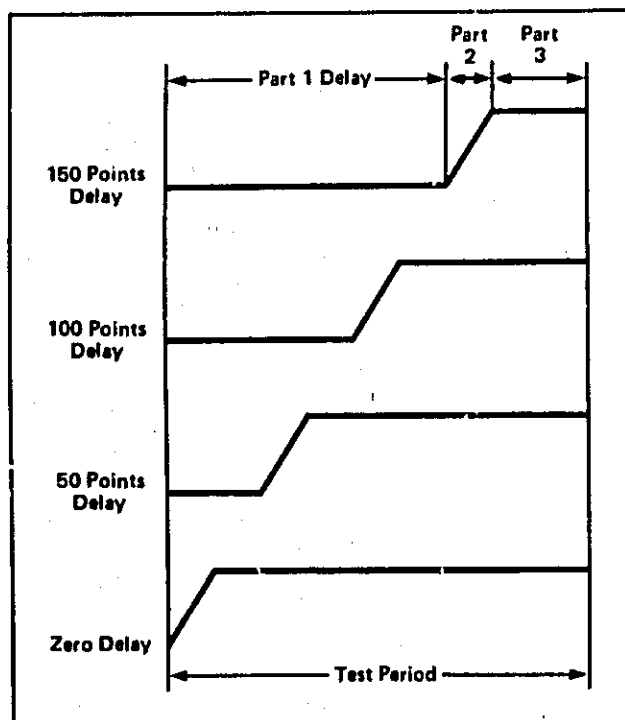 Part
2
Part
3
Part 1 Delay
150 Points
Delay
100 Points
Delay
50 Points
Delay
Zero Delay
Test Period